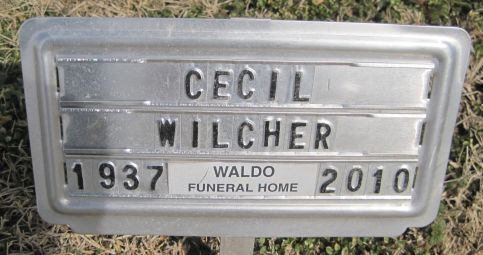 CECIL
WILCHER
1937 WALDO FUNERAL HOME 2010